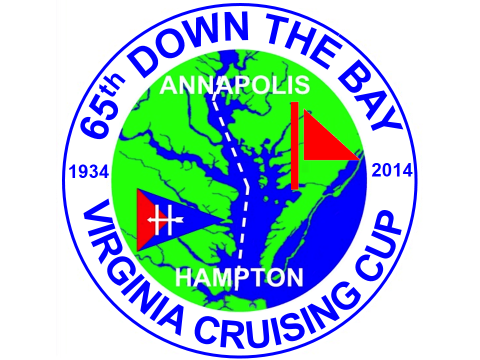 65th DOWN THE BAY
ANNAPOLIS
1934
2014
H
HAMPTON
VIRGINIA CRUISING CUP